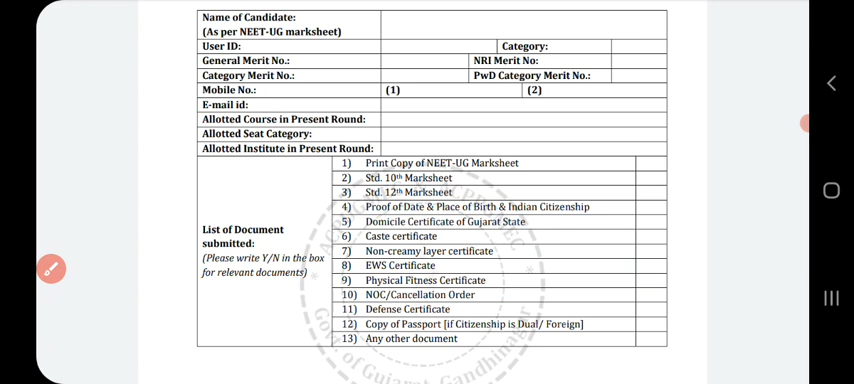 Name of Candidate:
(As per NEET-UG marksheet)
User ID: Category:
General Merit No.: NRI Merit No:
Category Merit No.: PwD Category Merit No.:
Mobile No.: (1) (2)
E-mail id:
Allotted Course in Present Round:
Allotted Seat Category:
Allotted Institute in Present Round:
List of Document
submitted:
(Please write Y/N in the box
for relevant documents)
1) Print Copy of NEET-UG Marksheet
2) Std. 10th Marksheet
3) Std. 12th Marksheet
4) Proof of Date & Place of Birth & Indian Citizenship
5) Domicile Certificate of Gujarat State
6) Caste certificate
7) Non-creamy layer certificate
8) EWS Certificate
9) Physical Fitness Certificate
10) NOC/Cancellation Order
11) Defense Certificate
12) Copy of Passport [if Citizenship is Dual/ Foreign]
13) Any other document
Govt. of Gujarat, Gandhinagar